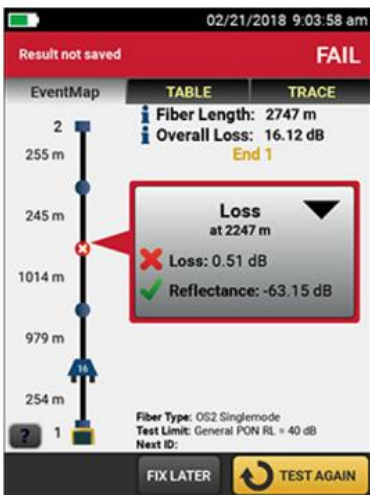 02/21/2018 9:03:58 am
Result not saved
FAIL
EventMap
TABLE
TRACE
i Fiber Length: 2747 m
i Overall Loss: 16.12 dB
End 1
2
255 m
245 m
1014 m
979 m
16
254 m
? 1
Loss
at 2247 m
Loss: 0.51 dB
Reflectance: -63.15 dB
Fiber Type: OS2 Singlemode
Test Limit: General PON RL = 40 dB
Next ID:
FIX LATER
TEST AGAIN